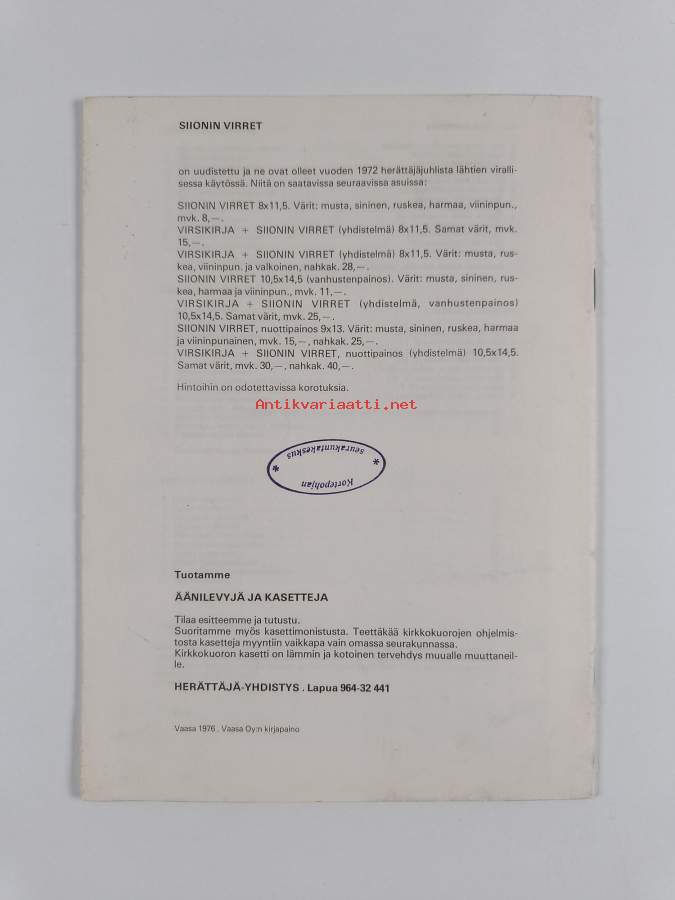 SIIONIN VIRRET
on uudistettu ja ne ovat olleet vuoden 1972 herättäjäjuhlista lähtien viralli-
sessa käytössä. Niitä on saatavissa seuraavissa asuissa:
SIIONIN VIRRET 8x11,5. Värit: musta, sininen, ruskea, harmaa, viininpun.,
mvk. 8,—.
VIRSIKIRJA + SIIONIN VIRRET (yhdistelmä) 8x11,5. Samat värit, mvk.
15,—.
VIRSIKIRJA + SIIONIN VIRRET (yhdistelmä) 8x11,5. Värit: musta, rus-
kea, viininpun. ja valkoinen, nahkak. 28,—.
SIIONIN VIRRET 10,5x14,5 (vanhustenpainos). Värit: musta, sininen, rus-
kea, harmaa ja viininpun., mvk. 11,—.
VIRSIKIRJA + SIIONIN VIRRET (yhdistelmä, vanhustenpainos)
10,5x14,5. Samat värit, mvk. 25,—.
SIIONIN VIRRET, nuottipainos 9x13. Värit: musta, sininen, ruskea, harmaa
ja viininpunainen, mvk. 15,—, nahkak. 25,—.
VIRSIKIRJA + SIIONIN VIRRET, nuottipainos (yhdistelmä) 10,5x14,5.
Samat värit, mvk. 30,—, nahkak. 40,—.
Hintoihin on odotettavissa korotuksia.
Antikvariaatti.net
Kortepohjan
* seurakuntakeskus *
Tuotamme
ÄÄNILEVYJÄ JA KASETTEJA
Tilaa esitteemme ja tutustu.
Suoritamme myös kasettimonistusta. Teettäkää kirkkokuorojen ohjelmis-
tosta kasetteja myyntiin vaikkapa vain omassa seurakunnassa.
Kirkkokuoron kasetti on lämmin ja kotoinen tervehdys muualle muuttaneil-
le.
HERÄTTÄJÄ-YHDISTYS . Lapua 964-32 441
Vaasa 1976 . Vaasa Oy:n kirjapaino